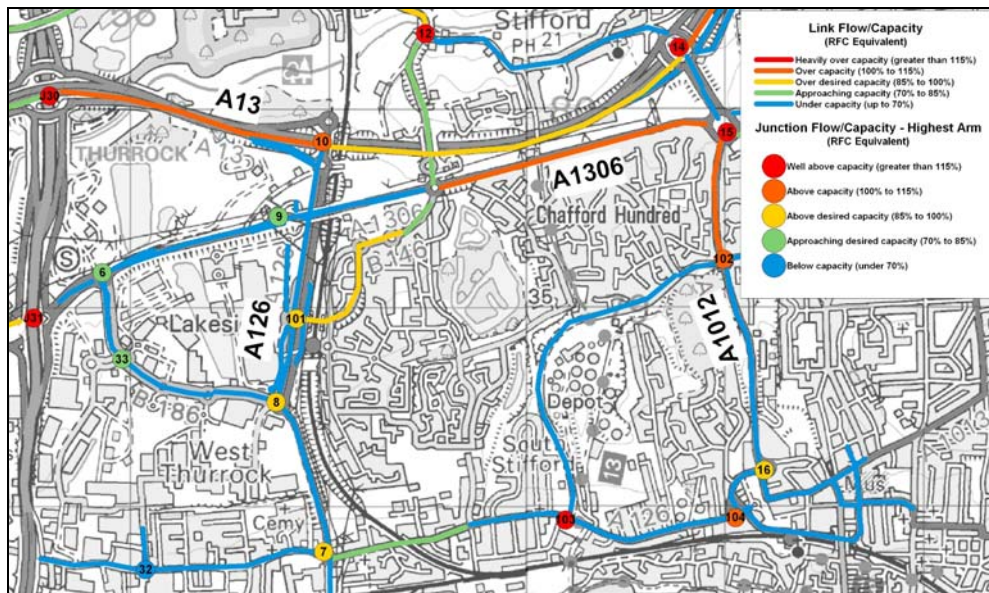 Stifford
PH 21
12
14
J30
A13
10
15
THURROCK
A1306
9
Chafford Hundred
6
S
102
35
J31
101
Lakesi
A126
A1012
33
8
B 186
Depot
West
Thurrock
South
Stifford
13
16
Mus
Cemy
103
104
7
32
Link Flow/Capacity
(RFC Equivalent)
Heavily over capacity (greater than 115%)
Over capacity (100% to 115%)
Over desired capacity (85% to 100%)
Approaching capacity (70% to 85%)
Under capacity (up to 70%)
Junction Flow/Capacity - Highest Arm
(RFC Equivalent)
Well above capacity (greater than 115%)
Above capacity (100% to 115%)
Above desired capacity (85% to 100%)
Approaching desired capacity (70% to 85%)
Below capacity (under 70%)